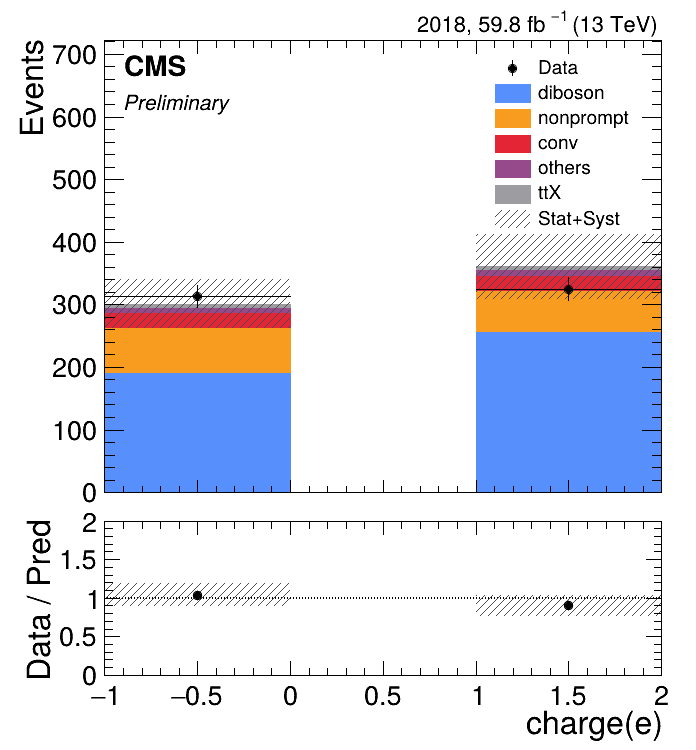 2018, 59.8 fb⁻¹ (13 TeV)
CMS
Preliminary
Events
700
600
500
400
300
200
100
0
Data
diboson
nonprompt
conv
others
ttX
Stat+Syst
Data / Pred
2
1.5
1
0.5
0
−1 −0.5 0 0.5 1 1.5 2
charge(e)